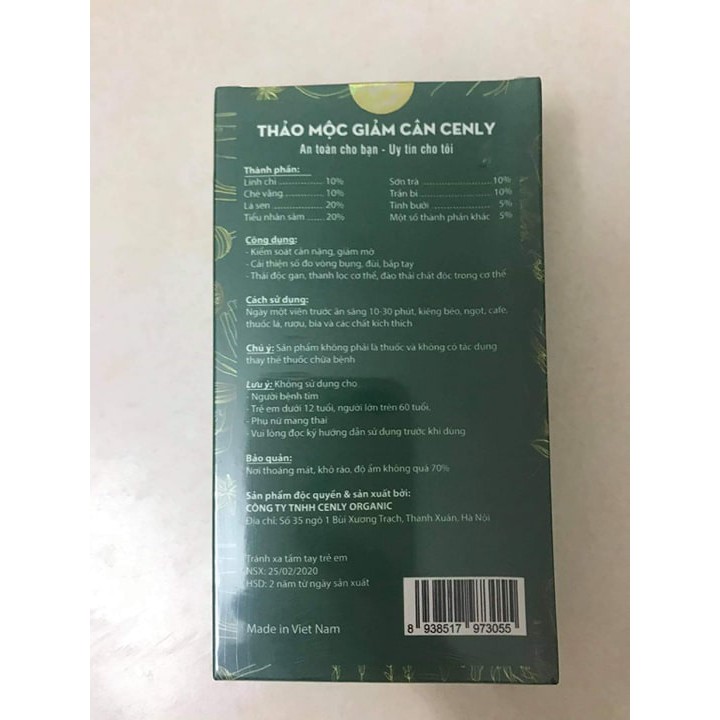 THẢO MỘC GIẢM CÂN CENLY
An toàn cho bạn - Uy tín cho tôi
Thành phần:
Linh chi ............... 10%
Chè vằng ............... 10%
Lá sen ............... 20%
Tiểu nhân sâm ...... 20%
Sơn trà ............... 10%
Trần bì ............... 10%
Tinh bưởi ............... 5%
Một số thành phần khác 5%
Công dụng:
- Kiểm soát cân nặng, giảm mỡ
- Cải thiện số đo vòng bụng, đùi, bắp tay
- Thải độc gan, thanh lọc cơ thể, đào thải chất độc trong cơ thể
Cách sử dụng:
Ngày một viên trước ăn sáng 10-30 phút, kiêng béo, ngọt, cafe,
thuốc lá, rượu, bia và các chất kích thích
Chú ý: Sản phẩm không phải là thuốc và không có tác dụng
thay thế thuốc chữa bệnh
Lưu ý: Không sử dụng cho
- Người bệnh tim
- Trẻ em dưới 12 tuổi, người lớn trên 60 tuổi.
- Phụ nữ mang thai
- Vui lòng đọc kỹ hướng dẫn sử dụng trước khi dùng
Bảo quản:
Nơi thoáng mát, khô ráo, độ ẩm không quá 70%
Sản phẩm độc quyền & sản xuất bởi:
CÔNG TY TNHH CENLY ORGANIC
Địa chỉ: Số 35 ngõ 1 Bùi Xương Trạch, Thanh Xuân, Hà Nội
Tránh xa tầm tay trẻ em
NSX: 25/02/2020
HSD: 2 năm từ ngày sản xuất
Made in Viet Nam
8 938517 973055